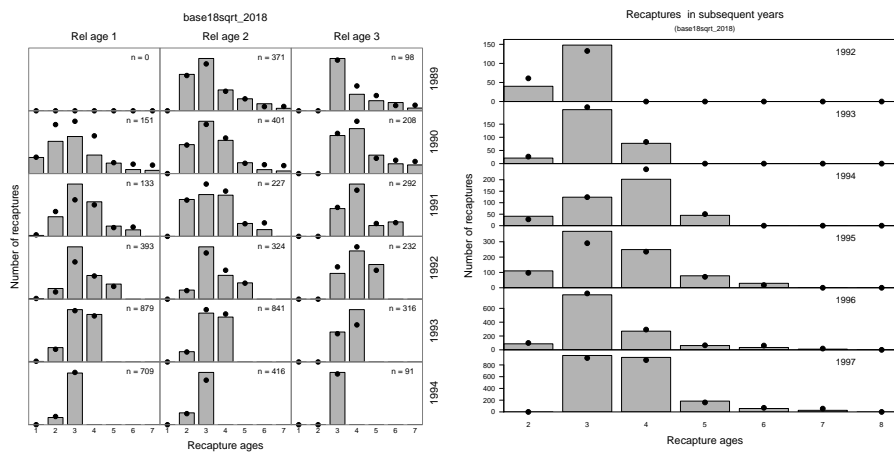 base18sqrt_2018
Rel age 1 Rel age 2 Rel age 3
n = 0 n = 371 n = 98 1989
n = 151 n = 401 n = 208 1990
n = 133 n = 227 n = 292 1991
n = 393 n = 324 n = 232 1992
n = 879 n = 841 n = 316 1993
n = 709 n = 416 n = 91 1994
Number of recaptures
1 2 3 4 5 6 7 1 2 3 4 5 6 7 1 2 3 4 5 6 7
Recapture ages
Recaptures in subsequent years
(base18sqrt_2018)
150 100 50 0 1992
150 100 50 0 1993
200 150 100 50 0 1994
300 200 100 0 1995
600 400 200 0 1996
800 600 400 200 0 1997
Number of recaptures
2 3 4 5 6 7 8
Recapture ages